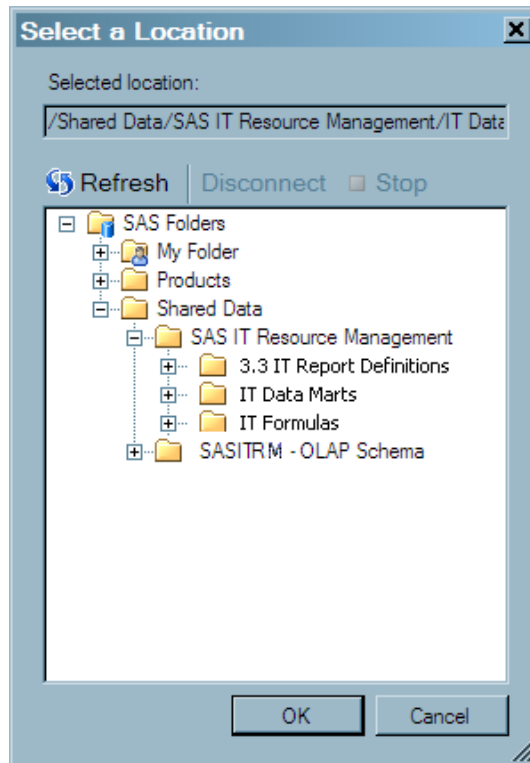 Select a Location
Selected location:
/Shared Data/SAS IT Resource Management/IT Data
Refresh Disconnect Stop
SAS Folders
My Folder
Products
Shared Data
SAS IT Resource Management
3.3 IT Report Definitions
IT Data Marts
IT Formulas
SASITRM - OLAP Schema
OK Cancel